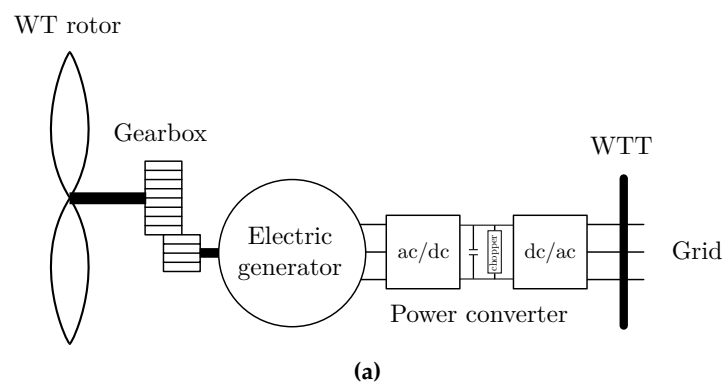 WT rotor
Gearbox
WTT
Electric
generator
ac/dc
chopper
dc/ac
Grid
Power converter
(a)